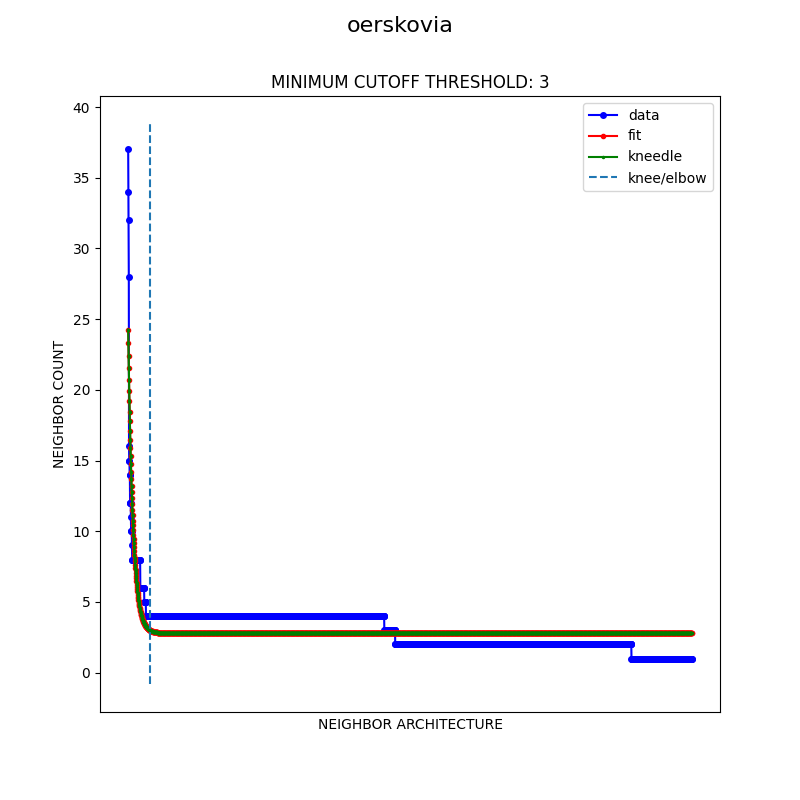 oerskovia
MINIMUM CUTOFF THRESHOLD: 3
40
35
30
25
20
15
10
5
0
NEIGHBOR COUNT
data
fit
kneedle
knee/elbow
NEIGHBOR ARCHITECTURE